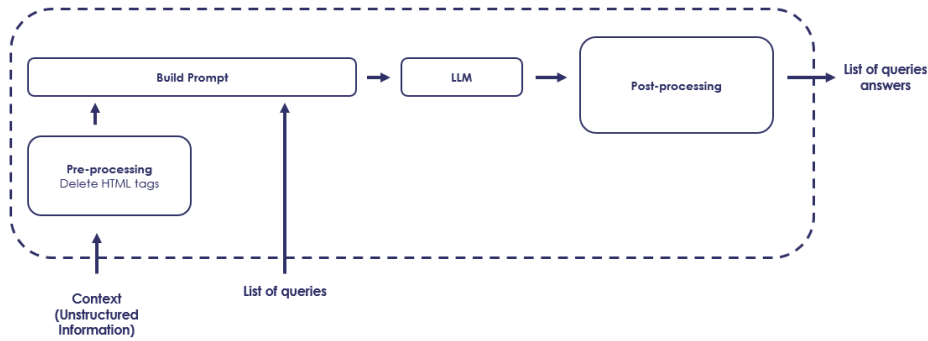 Build Prompt
LLM
Post-processing
List of queries
answers
Pre-processing
Delete HTML tags
List of queries
Context
(Unstructured
Information)